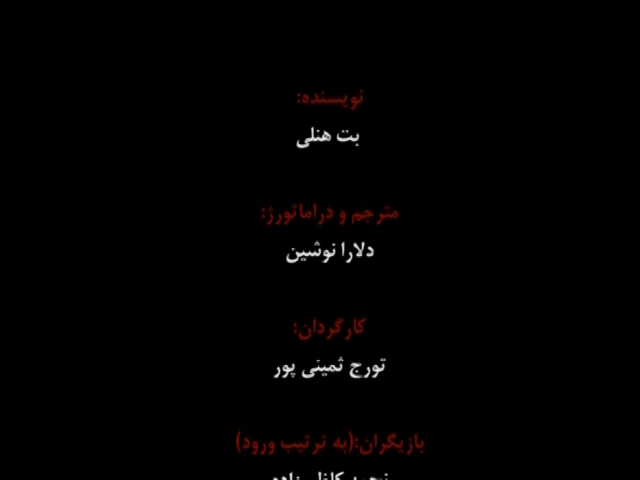 نویسنده:
بت هنلی
مترجم و دراماتورژ:
دلارا نوشین
کارگردان:
تورج ثمینی پور
بازیگران:(به ترتیب ورود)